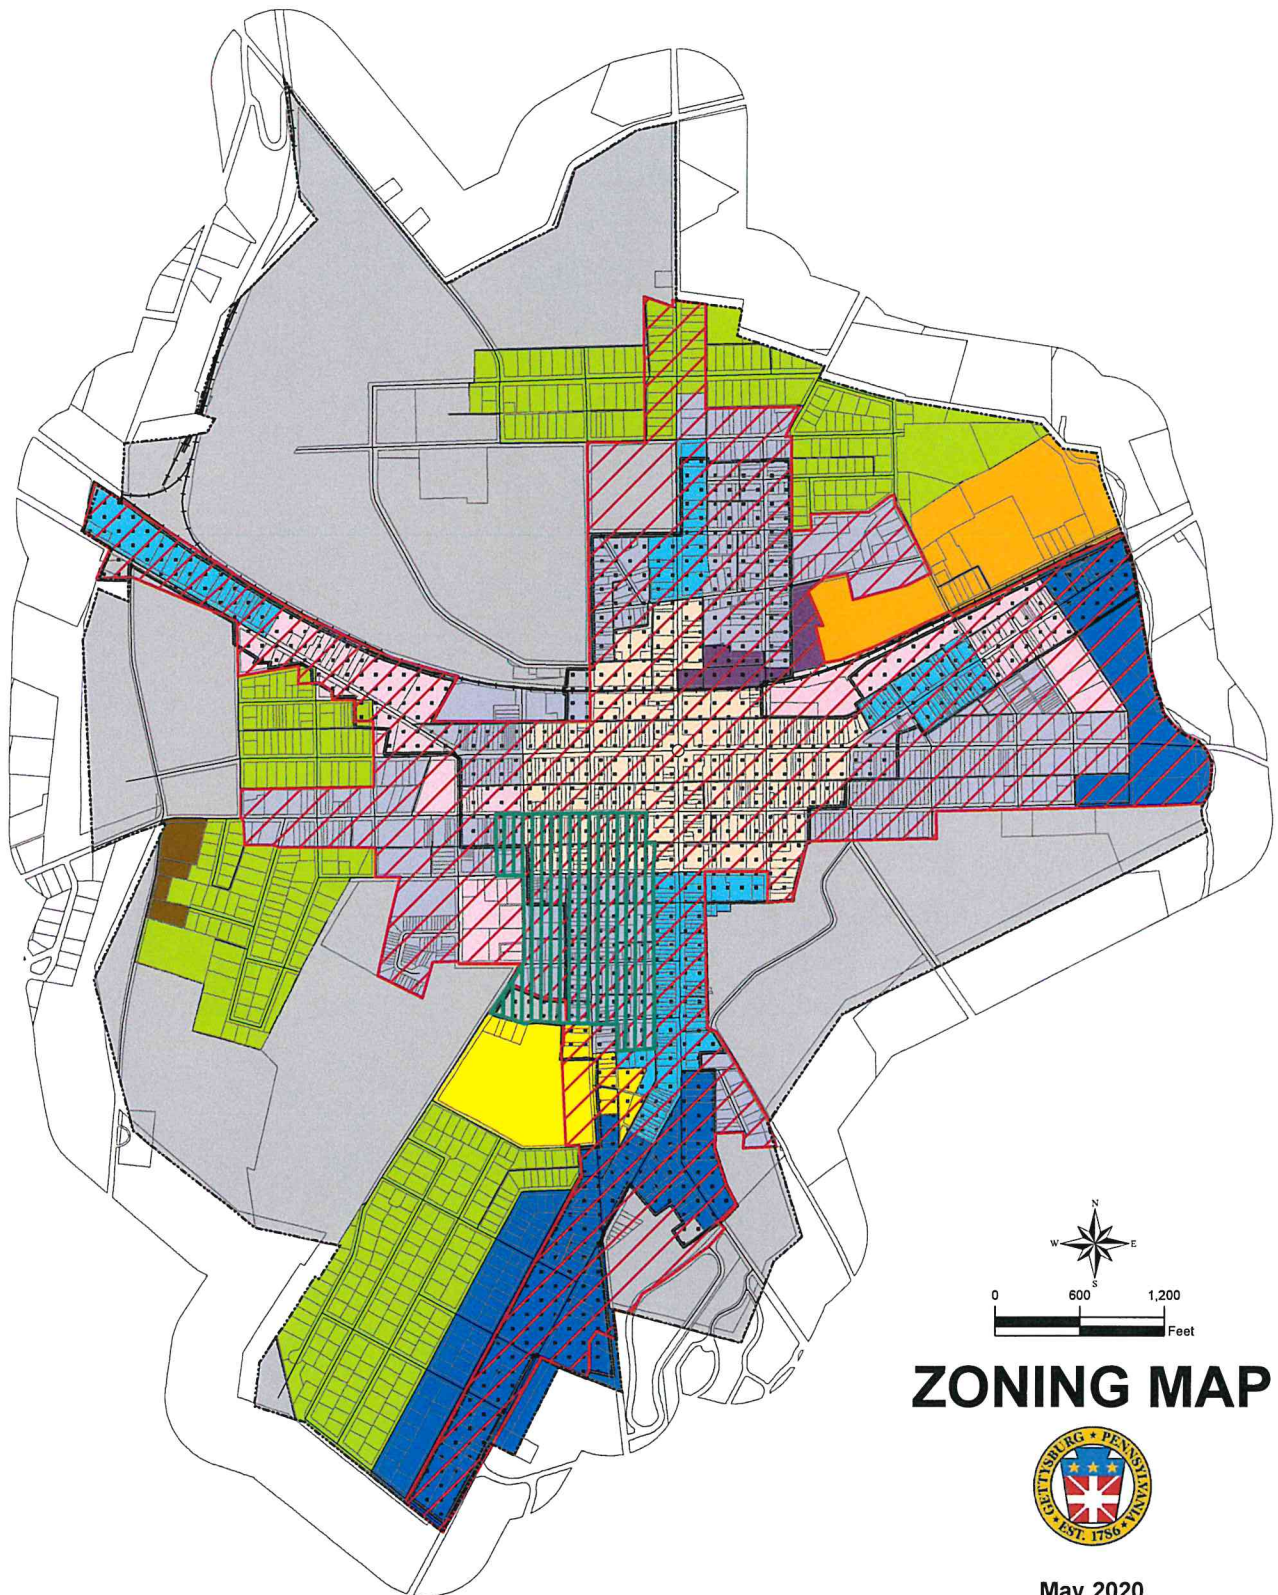 N
W E
S
0 600 1,200
Feet
ZONING MAP
GETTYSBURG ★ PENNSYLVANIA
EST. 1786
May 2020